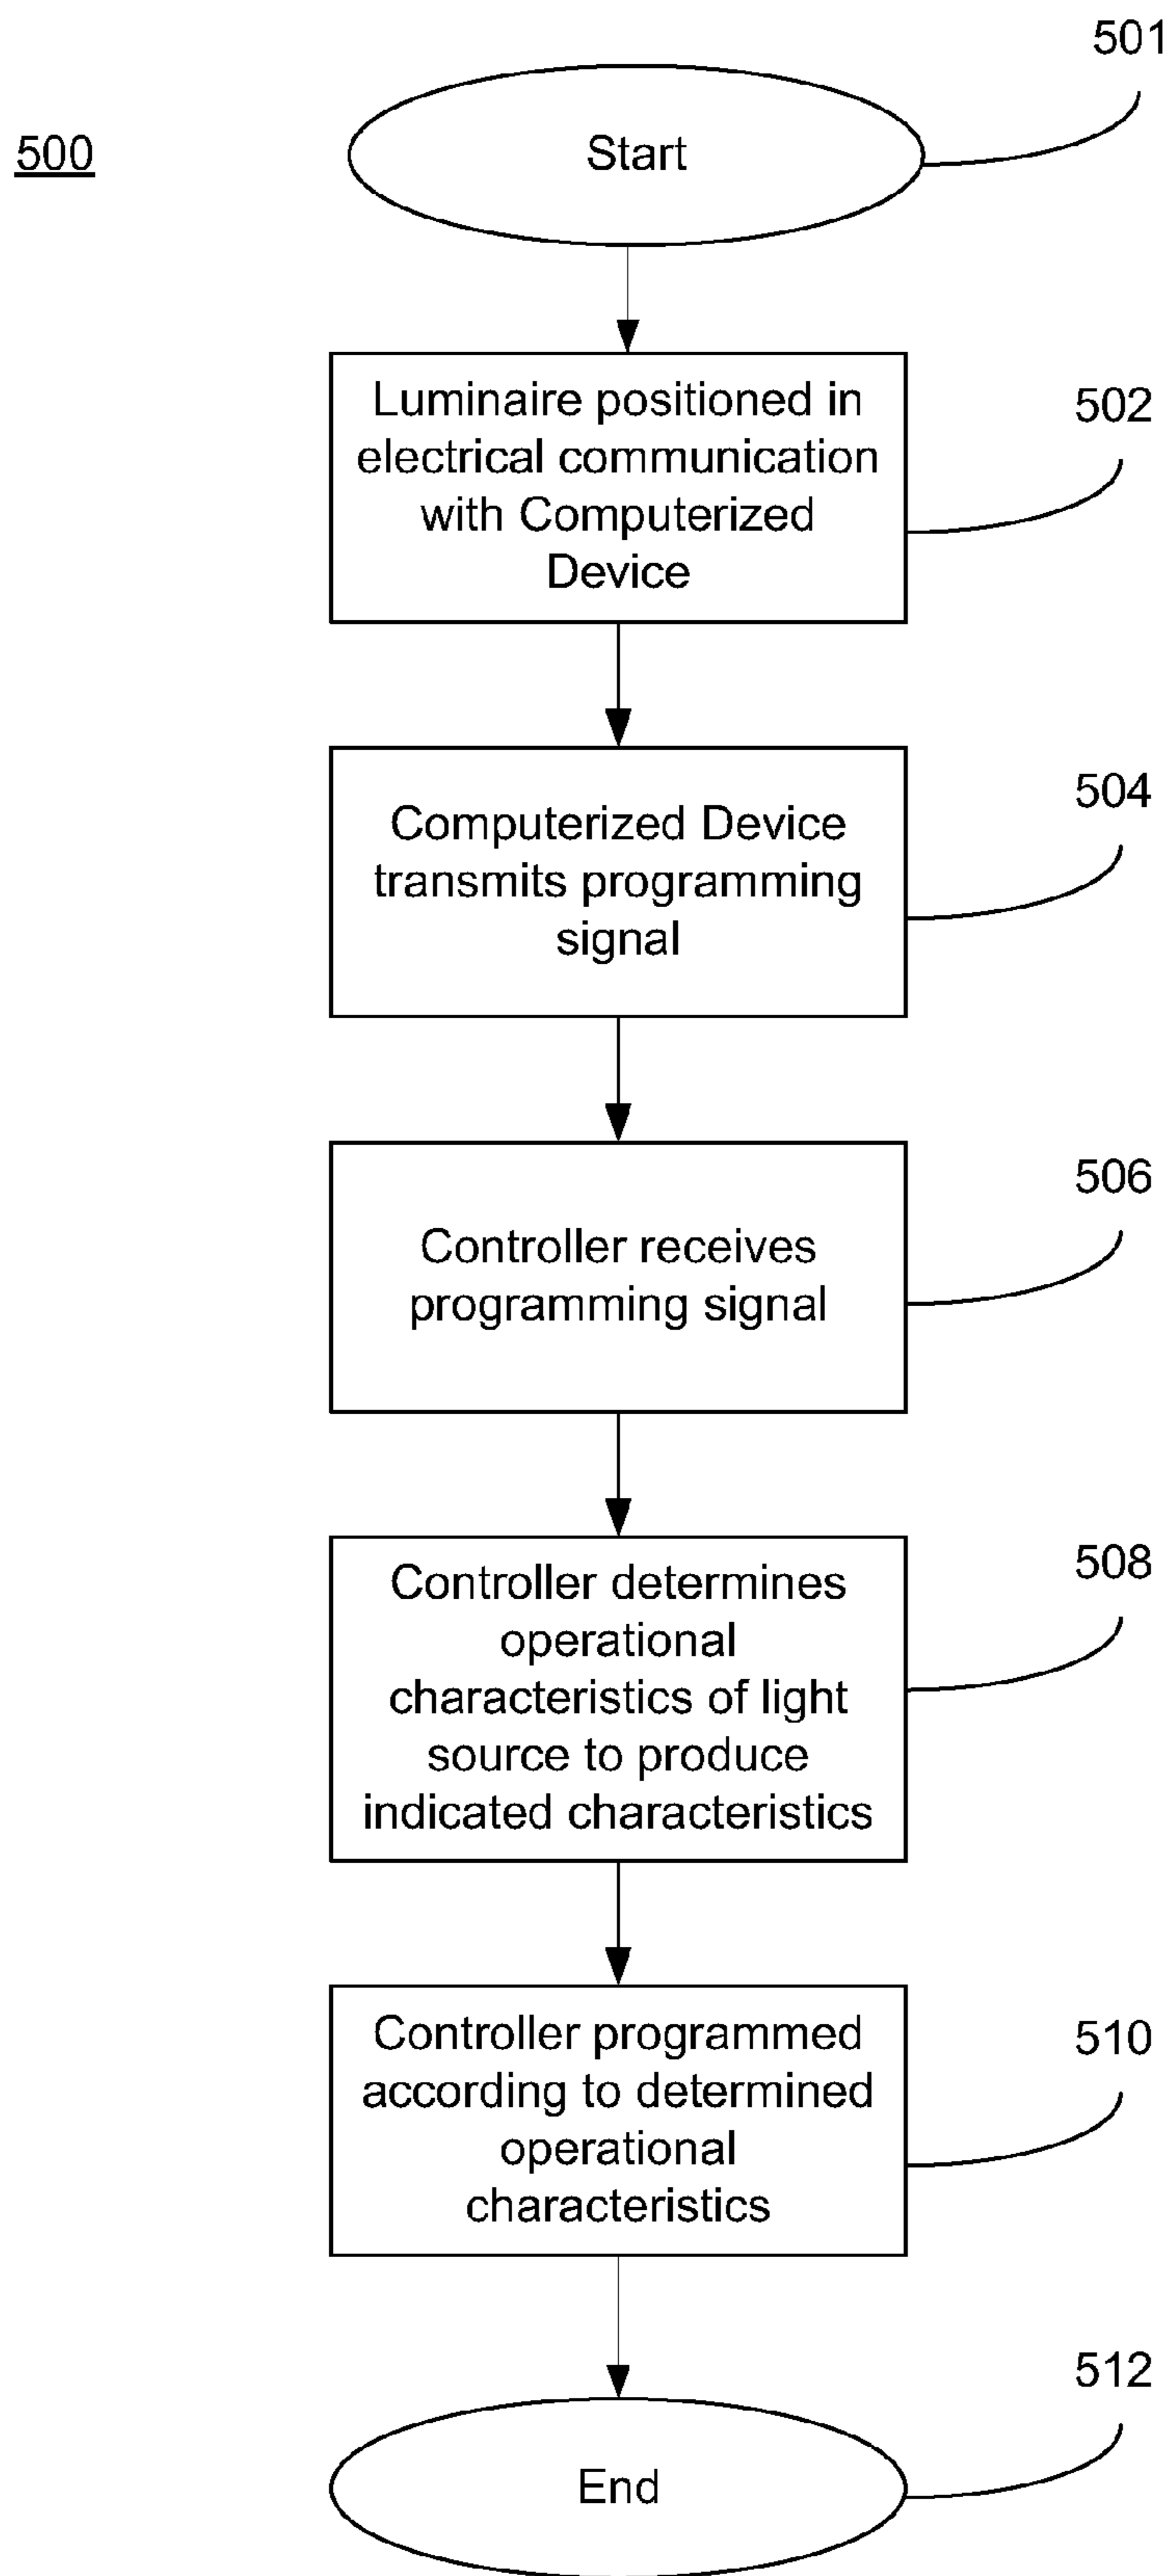 501
500
Start
Luminaire positioned in
electrical communication
with Computerized
Device
502
Computerized Device
transmits programming
signal
504
Controller receives
programming signal
506
Controller determines
operational
characteristics of light
source to produce
indicated characteristics
508
Controller programmed
according to determined
operational
characteristics
510
End
512